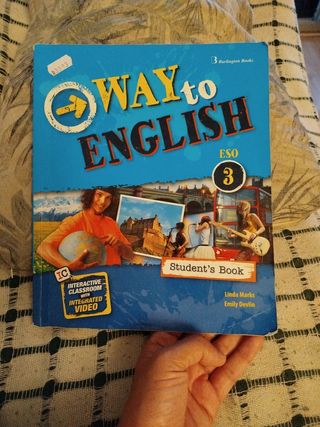 Burlington Books
WAY to
ENGLISH
ESO
3
Student's Book
iC
INTERACTIVE
CLASSROOM
WITH
INTEGRATED
VIDEO
Linda Marks
Emily Devlin